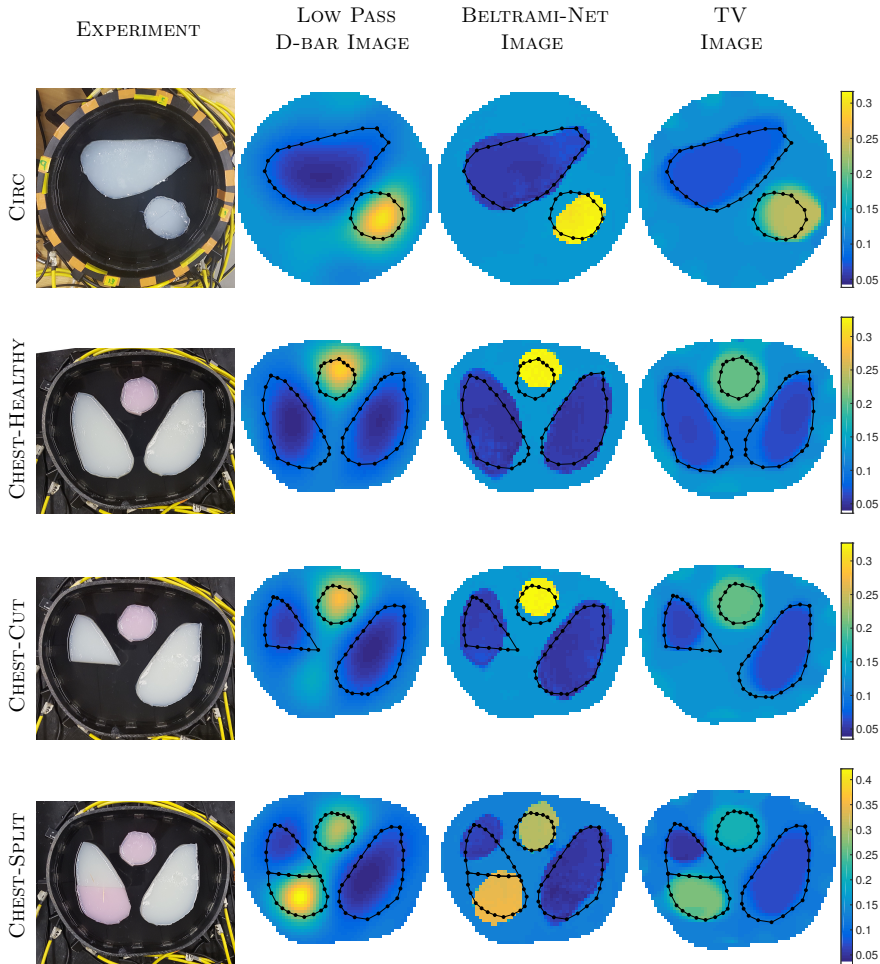 EXPERIMENT
LOW PASS
D-BAR IMAGE
BELTRAMI-NET
IMAGE
TV
IMAGE
CIRC
0.3
0.25
0.2
0.15
0.1
0.05
CHEST-HEALTHY
0.3
0.25
0.2
0.15
0.1
0.05
CHEST-CUT
0.3
0.25
0.2
0.15
0.1
0.05
CHEST-SPLIT
0.4
0.35
0.3
0.25
0.2
0.15
0.1
0.05